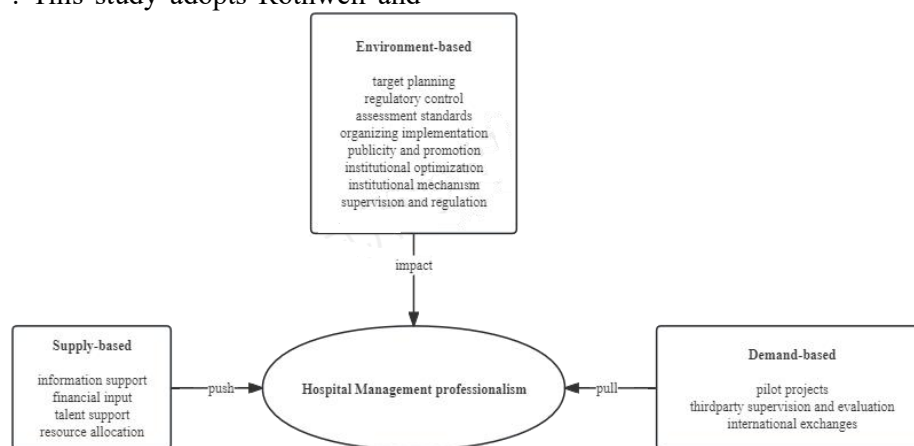 . This study adopts Rothwell and
Environment-based
target planning
regulatory control
assessment standards
organizing implementation
publicity and promotion
institutional optimization
institutional mechanism
supervision and regulation
impact
Supply-based
information support
financial input
talent support
resource allocation
push
Hospital Management professionalism
pull
Demand-based
pilot projects
thirdparty supervision and evaluation
international exchanges